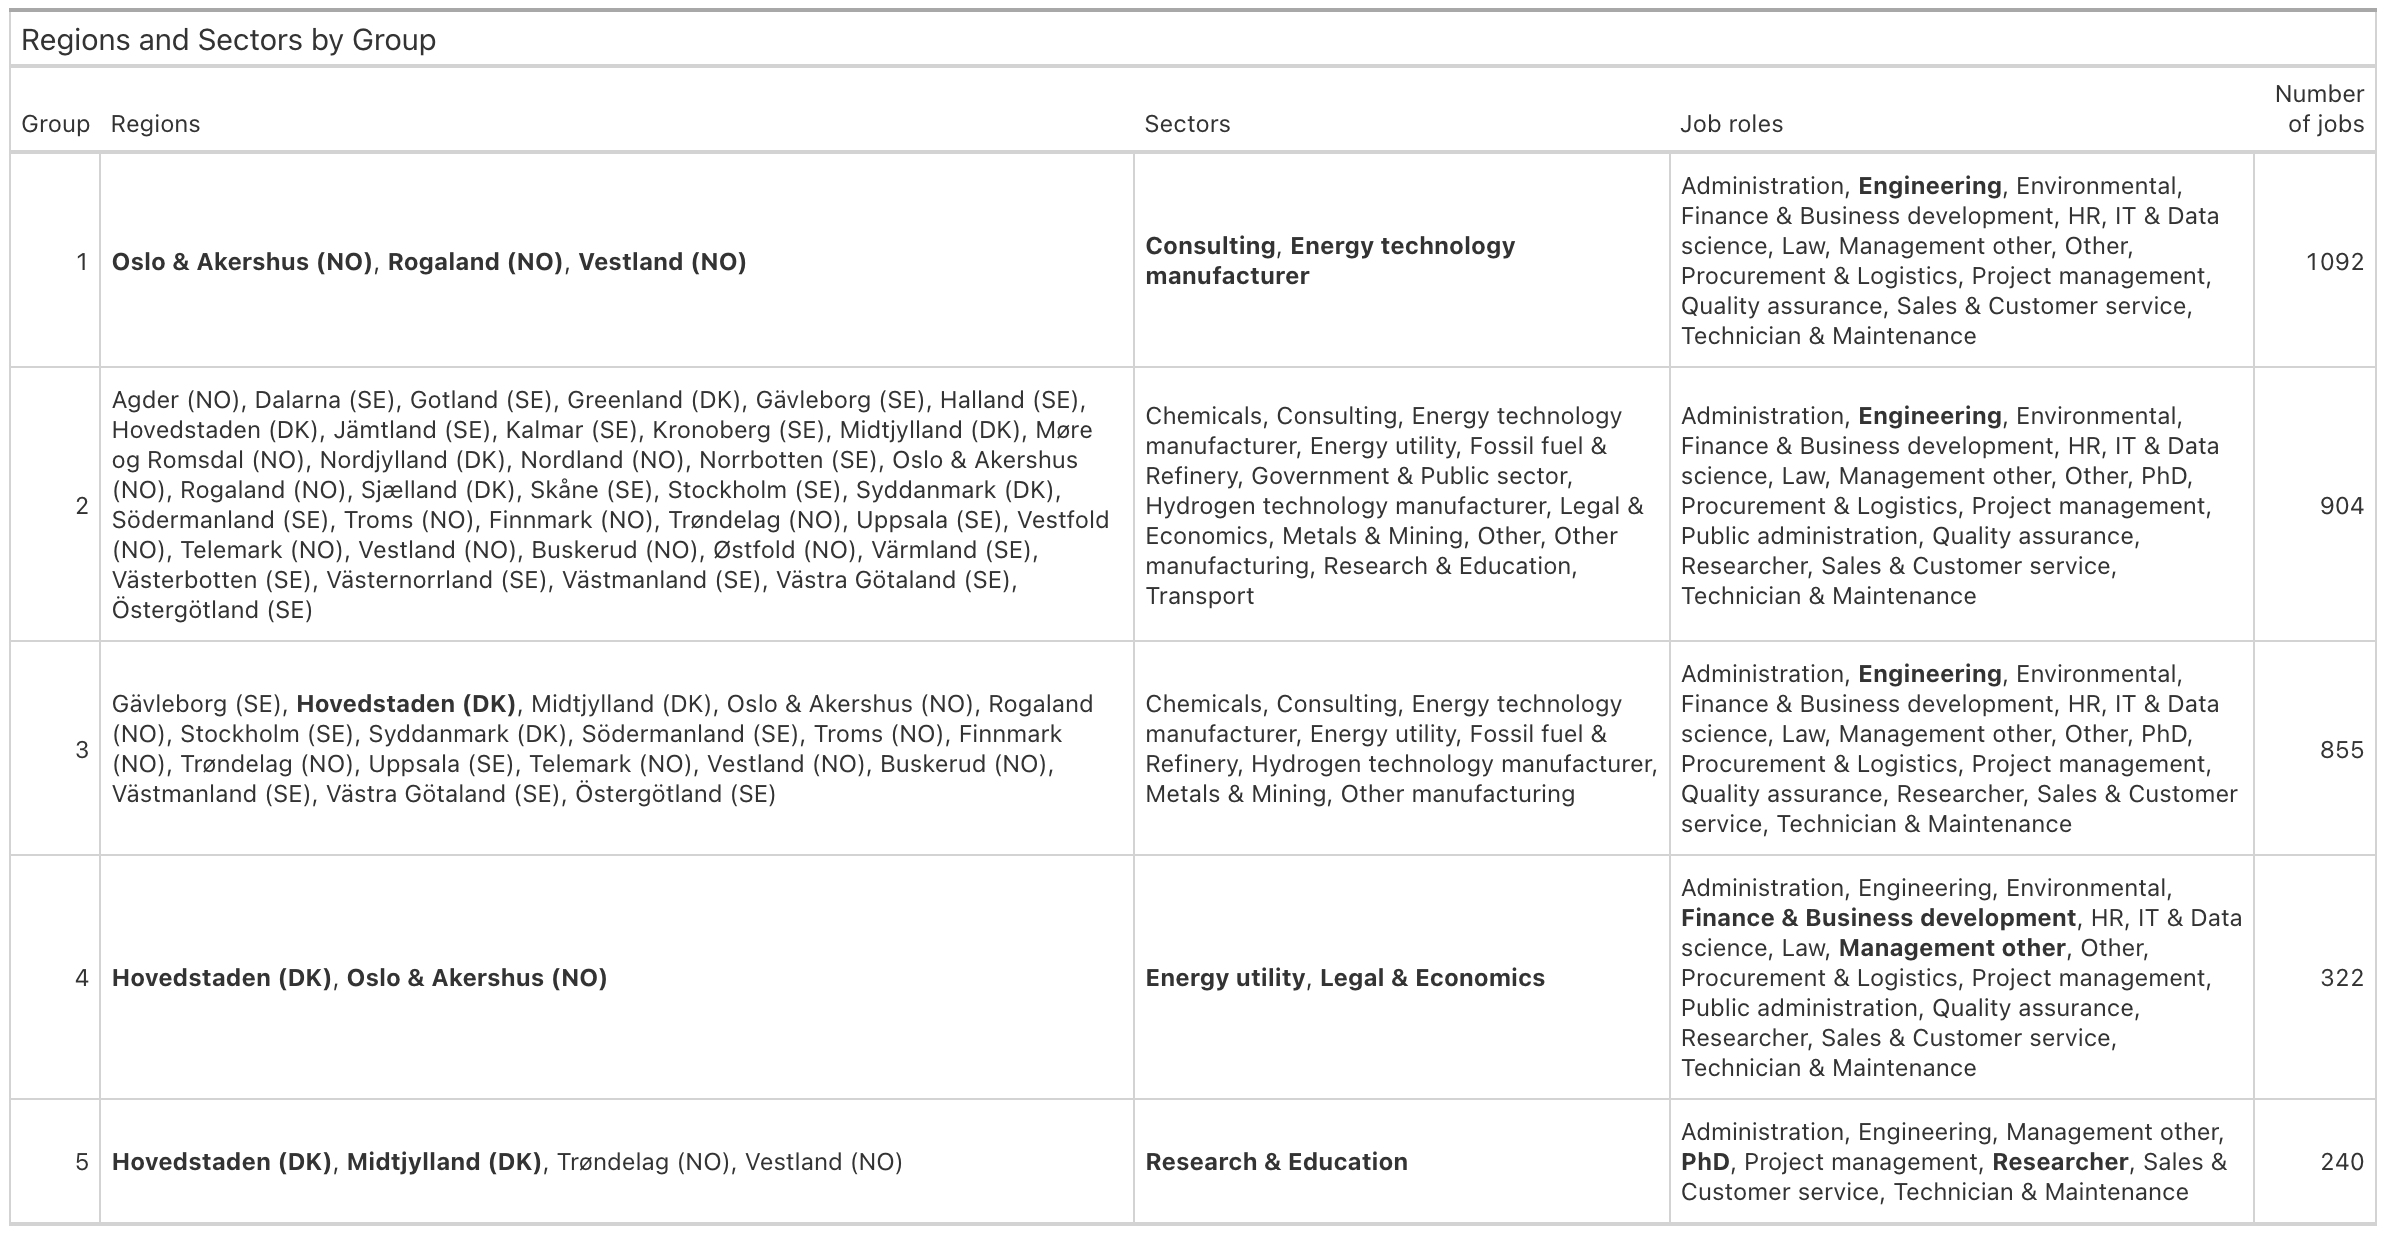 Regions and Sectors by Group
Group Regions Sectors Job roles Number of jobs
1
Oslo & Akershus (NO), Rogaland (NO), Vestland (NO)
Consulting, Energy technology
manufacturer
Administration, Engineering, Environmental,
Finance & Business development, HR, IT & Data
science, Law, Management other, Other,
Procurement & Logistics, Project management,
Quality assurance, Sales & Customer service,
Technician & Maintenance
1092
2
Agder (NO), Dalarna (SE), Gotland (SE), Greenland (DK), Gävleborg (SE), Halland (SE),
Hovedstaden (DK), Jämtland (SE), Kalmar (SE), Kronoberg (SE), Midtjylland (DK), Møre
og Romsdal (NO), Nordjylland (DK), Nordland (NO), Norrbotten (SE), Oslo & Akershus
(NO), Rogaland (NO), Sjælland (DK), Skåne (SE), Stockholm (SE), Syddanmark (DK),
Södermanland (SE), Troms (NO), Finnmark (NO), Trøndelag (NO), Uppsala (SE), Vestfold
(NO), Telemark (NO), Vestland (NO), Buskerud (NO), Østfold (NO), Värmland (SE),
Västerbotten (SE), Västernorrland (SE), Västmanland (SE), Västra Götaland (SE),
Östergötland (SE)
Chemicals, Consulting, Energy technology
manufacturer, Energy utility, Fossil fuel &
Refinery, Government & Public sector,
Hydrogen technology manufacturer, Legal &
Economics, Metals & Mining, Other, Other
manufacturing, Research & Education,
Transport
Administration, Engineering, Environmental,
Finance & Business development, HR, IT & Data
science, Law, Management other, Other, PhD,
Procurement & Logistics, Project management,
Public administration, Quality assurance,
Researcher, Sales & Customer service,
Technician & Maintenance
904
3
Gävleborg (SE), Hovedstaden (DK), Midtjylland (DK), Oslo & Akershus (NO), Rogaland
(NO), Stockholm (SE), Syddanmark (DK), Södermanland (SE), Troms (NO), Finnmark
(NO), Trøndelag (NO), Uppsala (SE), Telemark (NO), Vestland (NO), Buskerud (NO),
Västmanland (SE), Västra Götaland (SE), Östergötland (SE)
Chemicals, Consulting, Energy technology
manufacturer, Energy utility, Fossil fuel &
Refinery, Hydrogen technology manufacturer,
Metals & Mining, Other manufacturing
Administration, Engineering, Environmental,
Finance & Business development, HR, IT & Data
science, Law, Management other, Other, PhD,
Procurement & Logistics, Project management,
Quality assurance, Researcher, Sales & Customer
service, Technician & Maintenance
855
4
Hovedstaden (DK), Oslo & Akershus (NO)
Energy utility, Legal & Economics
Administration, Engineering, Environmental,
Finance & Business development, HR, IT & Data
science, Law, Management other, Other,
Procurement & Logistics, Project management,
Public administration, Quality assurance,
Researcher, Sales & Customer service,
Technician & Maintenance
322
5
Hovedstaden (DK), Midtjylland (DK), Trøndelag (NO), Vestland (NO)
Research & Education
Administration, Engineering, Management other,
PhD, Project management, Researcher, Sales &
Customer service, Technician & Maintenance
240